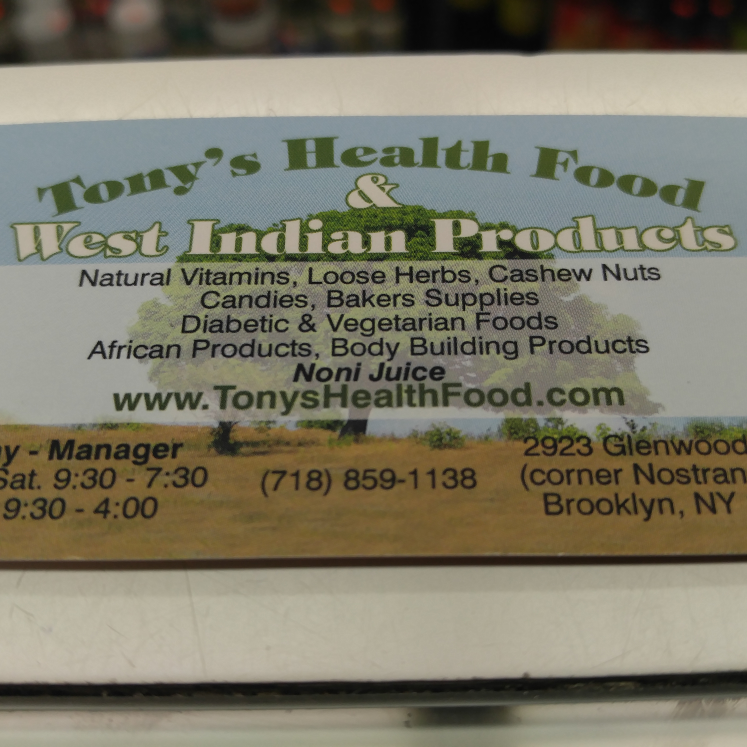 Tony's Health Food
&
West Indian Products
Natural Vitamins, Loose Herbs, Cashew Nuts
Candies, Bakers Supplies
Diabetic & Vegetarian Foods
African Products, Body Building Products
Noni Juice
www.TonysHealthFood.com
- Manager
Sat. 9:30 - 7:30
9:30 - 4:00
(718) 859-1138
2923 Glenwood
(corner Nostran
Brooklyn, NY